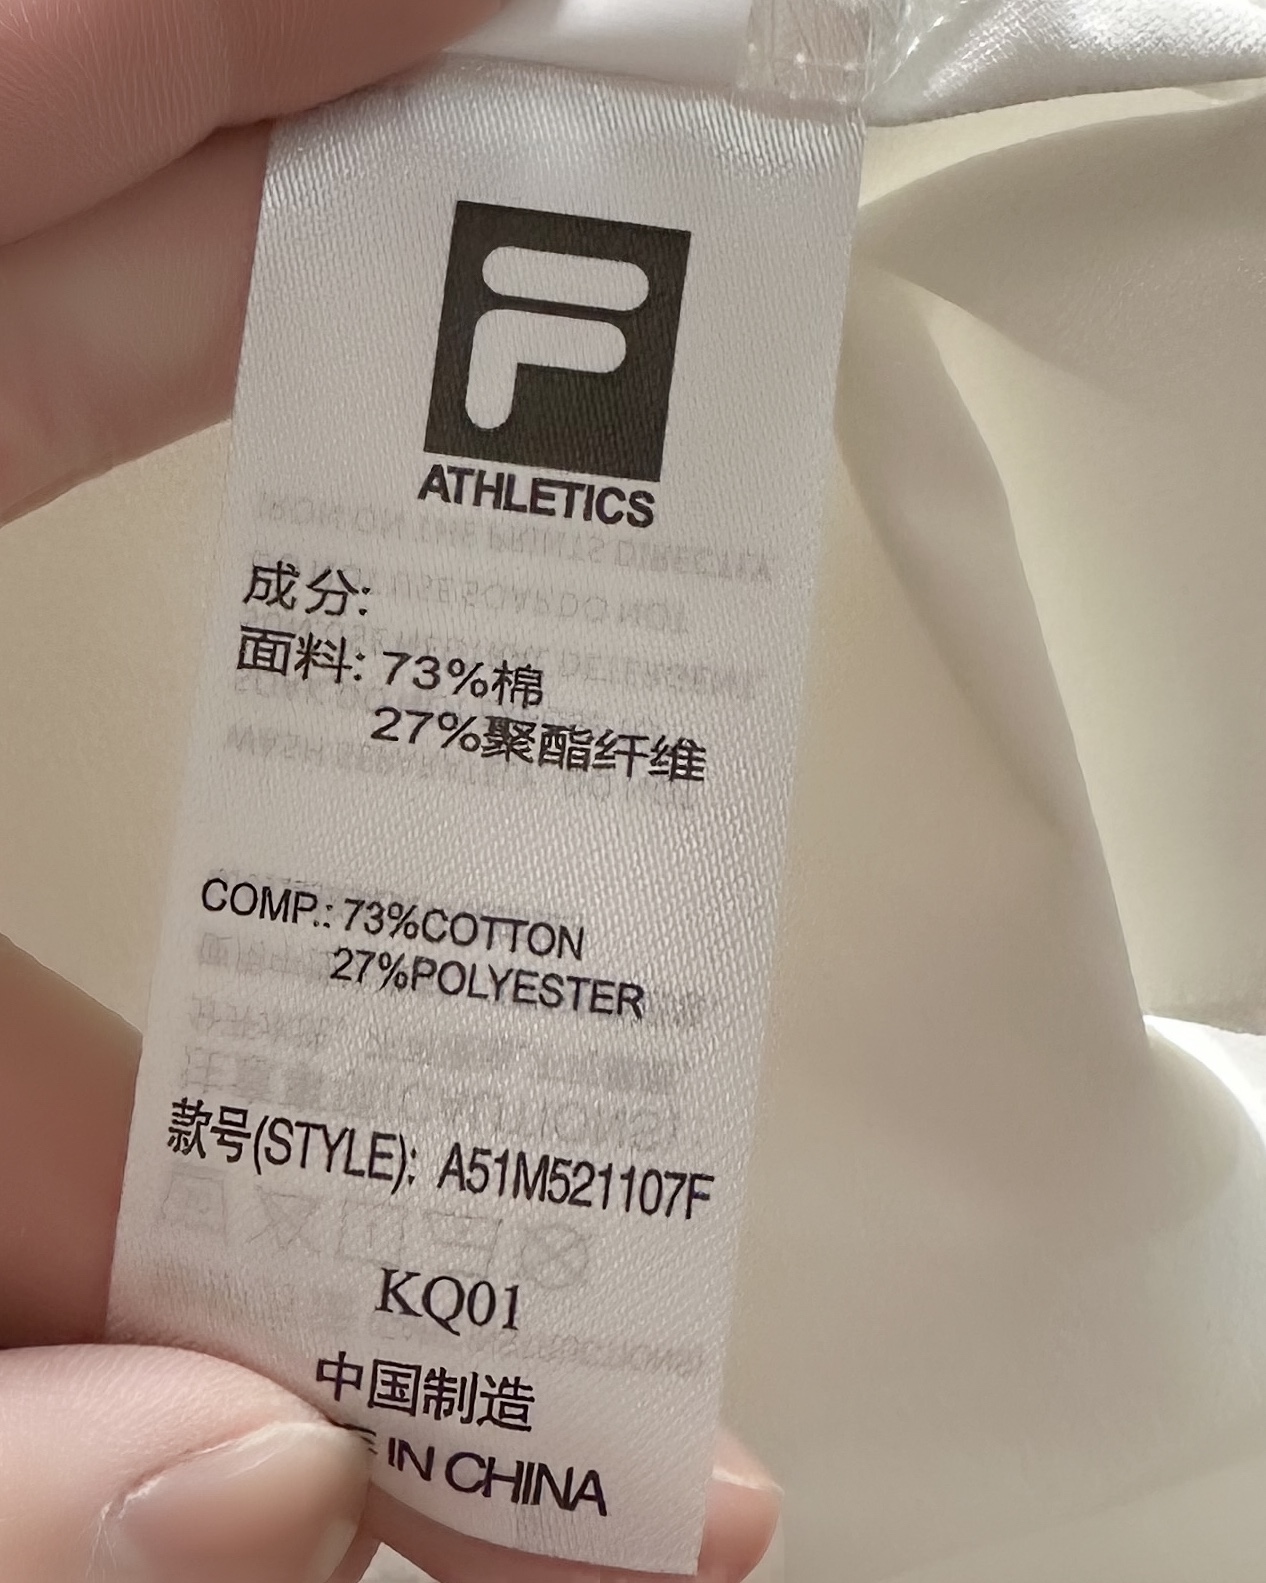 F
ATHLETICS
成分:
面料: 73%棉
27%聚酯纤维
COMP.: 73%COTTON
27%POLYESTER
款号(STYLE): A51M521107F
KQ01
中国制造
IN CHINA